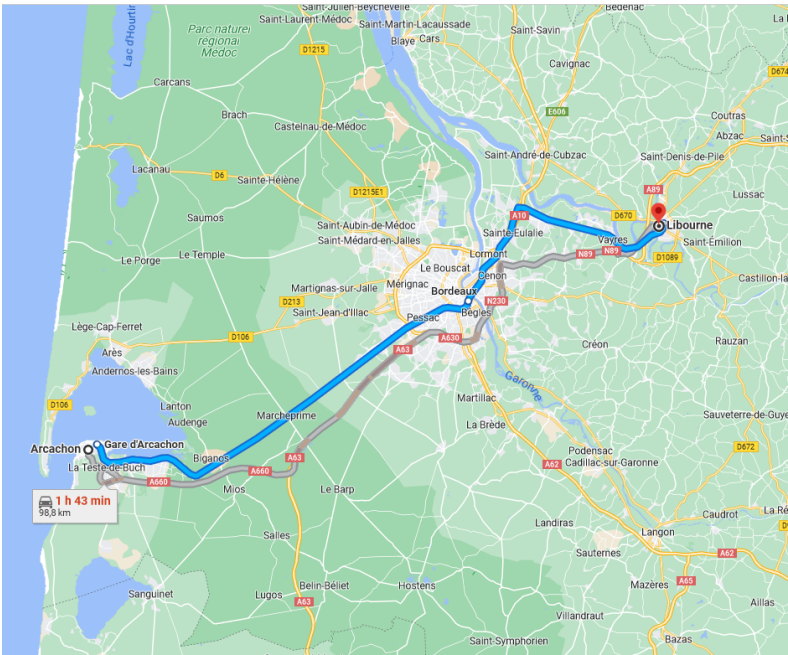 Saint-Julien-Beychevelle
Bedenac
Saint-Laurent-Médoc
Saint-Martin-Lacaussade
Parc naturel
régional
Médoc
Lac d'Hourtin
D1215
Blaye
Cars
Saint-Savin
Cavignac
D674
Carcans
Brach
Castelnau-de-Médoc
E606
Coutras
Abzac
Saint-André-de-Cubzac
Saint-Denis-de-Pile
Lacanau
D6
Sainte-Hélène
D1215E1
A89
Lussac
Saumos
Saint-Aubin-de-Médoc
Saint-Médard-en-Jalles
A10
D670
Libourne
Sainte-Eulalie
Vayres
Saint-Émilion
Le Porge
Le Temple
Lormont
N89
N89
D1089
Le Bouscat
Cenon
Mérignac
Bordeaux
Castillon-la
Martignas-sur-Jalle
D213
Saint-Jean-d'Illac
N230
Pessac
Bègles
Lège-Cap-Ferret
D106
A63
A630
Créon
Rauzan
Arès
Andernos-les-Bains
Garonne
D106
Lanton
Audenge
Marcheprime
Martillac
La Brède
Sauveterre-de-Guye
Gare d'Arcachon
Arcachon
D672
Biganos
A63
Podensac
Cadillac-sur-Garonne
La Teste-de-Buch
A660
A660
A62
Mios
Le Barp
1 h 43 min
98,8 km
Caudrot
La Ré
Landiras
Langon
Salles
Sauternes
A62
Belin-Béliet
Hostens
A65
Mazères
Sanguinet
Lugos
A63
Aillas
Villandraut
Saint-Symphorien
Bazas